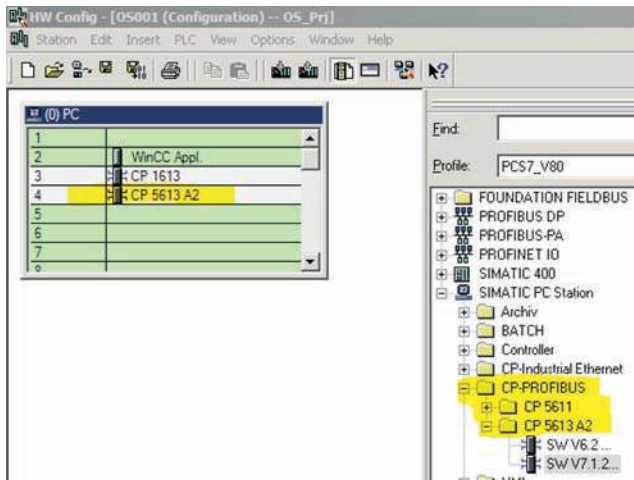 HW Config - [OS001 (Configuration) -- OS_Prj]
Station Edit Insert PLC View Options Window Help
(0) PC
1
2 WinCC Appl.
3 CP 1613
4 CP 5613 A2
5
6
7
Find:
Profile: PCS7_V80
FOUNDATION FIELDBUS
PROFIBUS DP
PROFIBUS-PA
PROFINET IO
SIMATIC 400
SIMATIC PC Station
Archiv
BATCH
Controller
CP-Industrial Ethernet
CP-PROFIBUS
CP 5611
CP 5613 A2
SW V6.2 ...
SW V7.1.2...